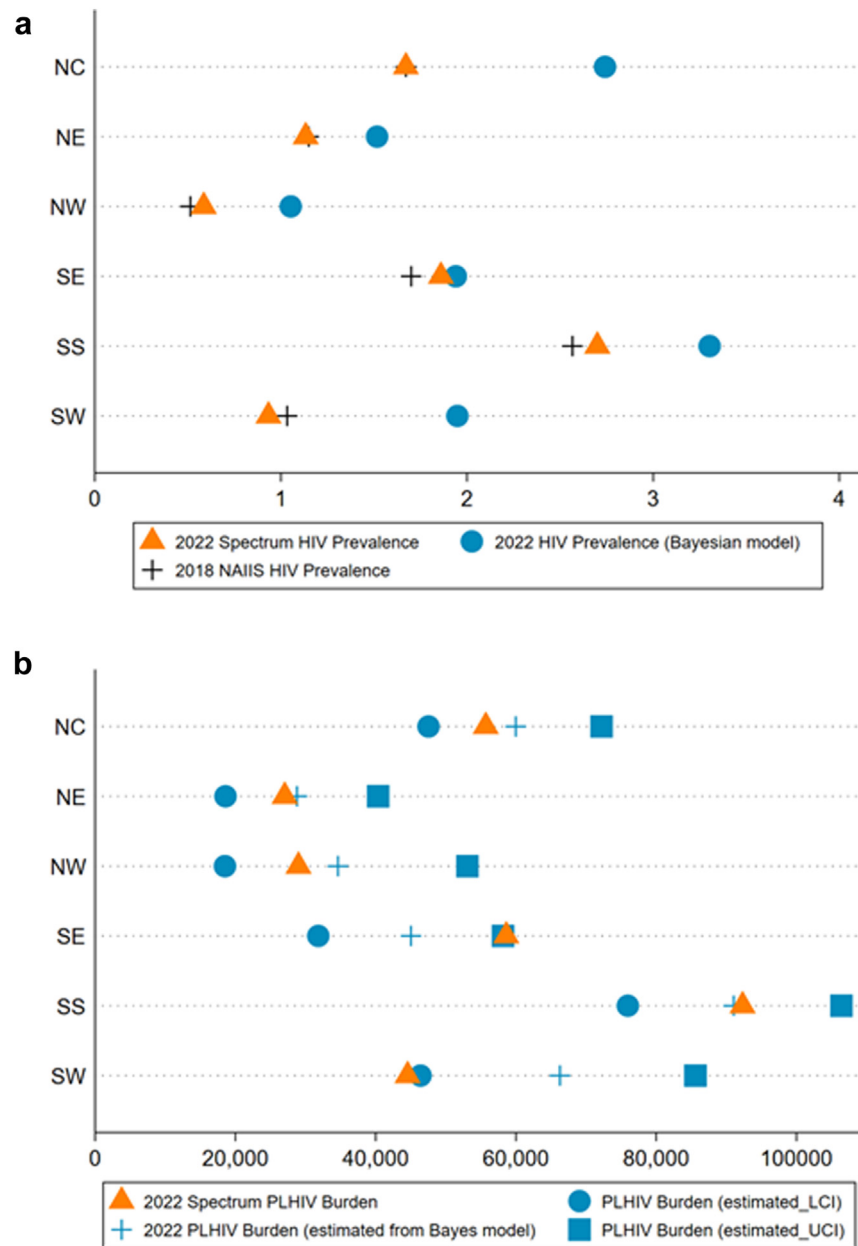 a
NC
NE
NW
SE
SS
SW
0 1 2 3 4
2022 Spectrum HIV Prevalence 2022 HIV Prevalence (Bayesian model)
2018 NAIIS HIV Prevalence
b
NC
NE
NW
SE
SS
SW
0 20,000 40,000 60,000 80,000 100000
2022 Spectrum PLHIV Burden PLHIV Burden (estimated_LCI)
2022 PLHIV Burden (estimated from Bayes model) PLHIV Burden (estimated_UCI)